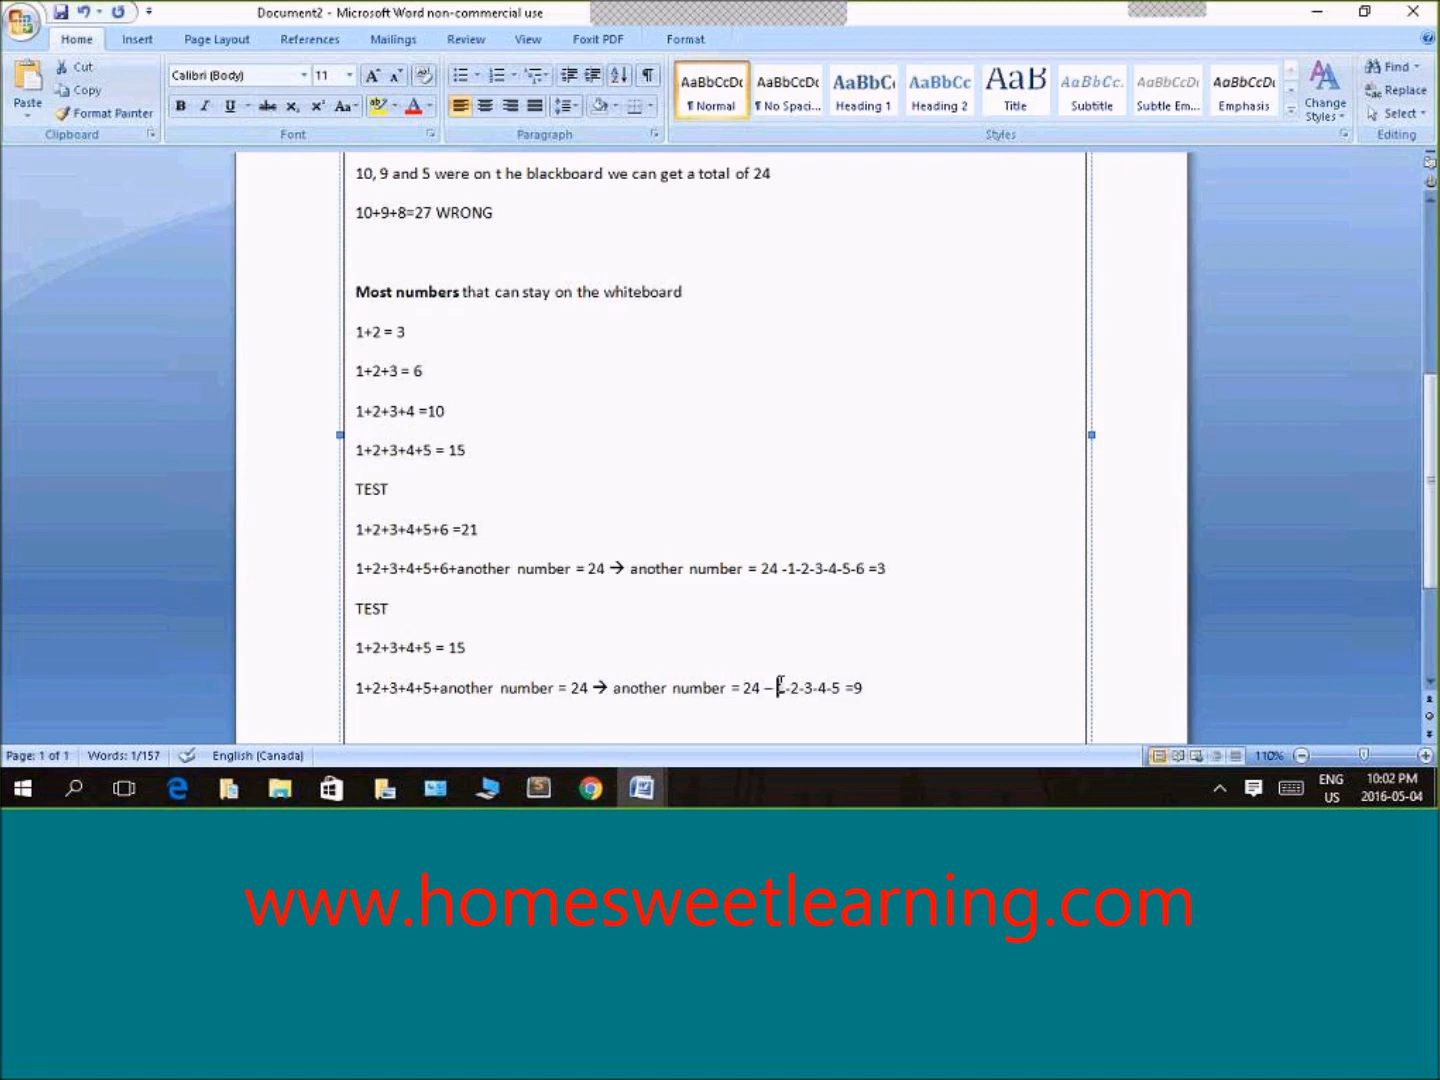 Document2 - Microsoft Word non-commercial use
Home Insert Page Layout References Mailings Review View Foxit PDF Format
Paste
Cut
Copy
Format Painter
Clipboard
Calibri (Body) 11
Font
Paragraph
AaBbCcDc AaBbCcDc AaBbC AaBbCc AaB AaBbCc. AaBbCcDi AaBbCcDi
¶ Normal ¶ No Spaci... Heading 1 Heading 2 Title Subtitle Subtle Em... Emphasis
Change Styles
Styles
Find
Replace
Select
Editing
10, 9 and 5 were on t he blackboard we can get a total of 24
10+9+8=27 WRONG
Most numbers that can stay on the whiteboard
1+2 = 3
1+2+3 = 6
1+2+3+4 =10
1+2+3+4+5 = 15
TEST
1+2+3+4+5+6 =21
1+2+3+4+5+6+another number = 24 → another number = 24 -1-2-3-4-5-6 =3
TEST
1+2+3+4+5 = 15
1+2+3+4+5+another number = 24 → another number = 24 – 1-2-3-4-5 =9
Page: 1 of 1 Words: 1/157 English (Canada) 110%
ENG US
10:02 PM
2016-05-04
www.homesweetlearning.com